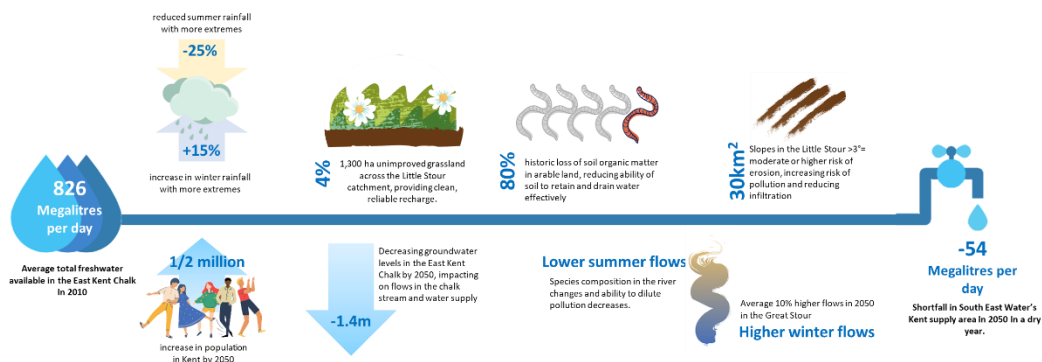 reduced summer rainfall
with more extremes
-25%
+15%
increase in winter rainfall
with more extremes
4%
1,300 ha unimproved grassland
across the Little Stour
catchment, providing clean,
reliable recharge.
80%
historic loss of soil organic matter
in arable land, reducing ability of
soil to retain and drain water
effectively
30km²
Slopes in the Little Stour >3°=
moderate or higher risk of
erosion, increasing risk of
pollution and reducing
infiltration
826
Megalitres
per day
Average total freshwater
available in the East Kent Chalk
In 2010
1/2 million
increase in population
in Kent by 2050
Decreasing groundwater
levels in the East Kent
Chalk by 2050, impacting
on flows in the chalk
stream and water supply
-1.4m
Lower summer flows
Species composition in the river
changes and ability to dilute
pollution decreases.
Average 10% higher flows in 2050
in the Great Stour
Higher winter flows
-54
Megalitres per
day
Shortfall in South East Water's
Kent supply area In 2050 In a dry
year.